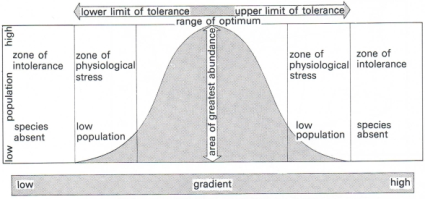 lower limit of tolerance upper limit of tolerance
range of optimum
low population high
zone of
intolerance
species
absent
zone of
physiological
stress
low
population
area of greatest abundance
zone of
physiological
stress
low
population
zone of
intolerance
species
absent
low gradient high